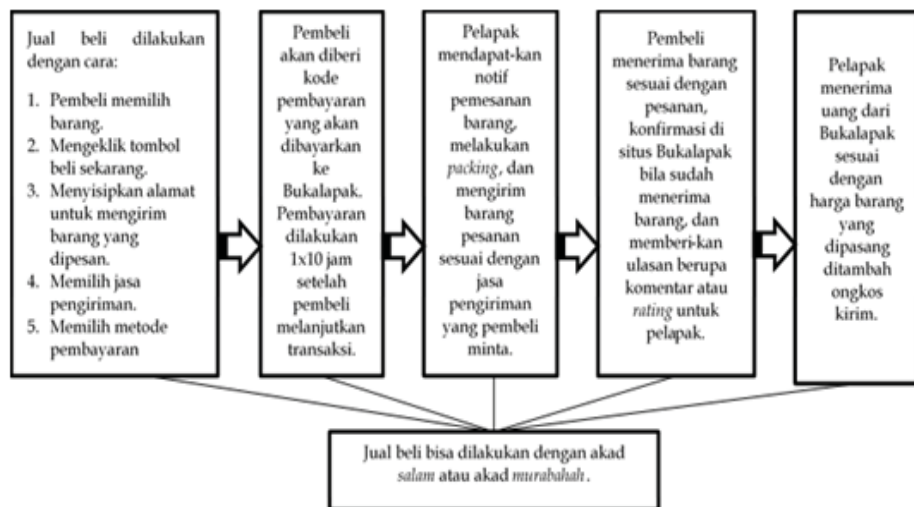 Jual beli dilakukan
dengan cara:
1. Pembeli memilih
barang.
2. Mengeklik tombol
beli sekarang.
3. Menyisipkan alamat
untuk mengirim
barang yang
dipesan.
4. Memilih jasa
pengiriman.
5. Memilih metode
pembayaran
Pembeli
akan diberi
kode
pembayaran
yang akan
dibayarkan
ke
Bukalapak.
Pembayaran
dilakukan
1x10 jam
setelah
pembeli
melanjutkan
transaksi.
Pelapak
mendapat-kan
notif
pemesanan
barang,
melakukan
packing, dan
mengirim
barang
pesanan
sesuai dengan
jasa
pengiriman
yang pembeli
minta.
Pembeli
menerima barang
sesuai dengan
pesanan,
konfirmasi di
situs Bukalapak
bila sudah
menerima
barang, dan
memberi-kan
ulasan berupa
komentar atau
rating untuk
pelapak.
Pelapak
menerima
uang dari
Bukalapak
sesuai
dengan
harga barang
yang
dipasang
ditambah
ongkos
kirim.
Jual beli bisa dilakukan dengan akad
salam atau akad murabahah.